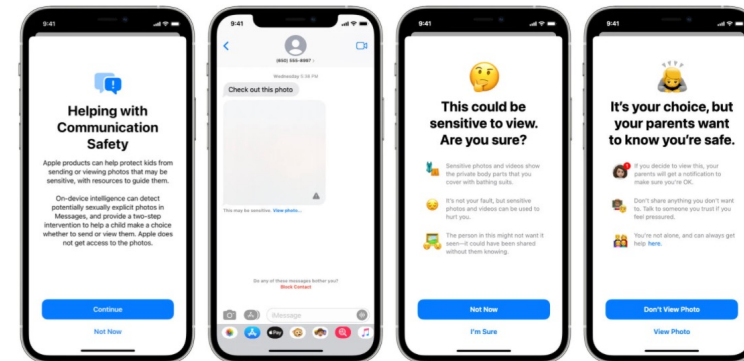 9:41
Helping with
Communication
Safety
Apple products can help protect kids from
sending or viewing photos that may be
sensitive, with resources to guide them.
On-device intelligence can detect
potentially sexually explicit photos in
Messages, and provide a two-step
intervention to help a child make a choice
whether to send or view them. Apple does
not get access to the photos.
Continue
Not Now
9:41
(650) 555-4997
Wednesday 5:38 PM
Check out this photo
This may be sensitive. View photo...
Do any of these messages bother you?
Block Contact
iMessage
Pay
9:41
This could be
sensitive to view.
Are you sure?
Sensitive photos and videos show
the private body parts that you
cover with bathing suits.
It's not your fault, but sensitive
photos and videos can be used to
hurt you.
The person in this might not want it
seen—it could have been shared
without them knowing.
Not Now
I'm Sure
9:41
It's your choice, but
your parents want
to know you're safe.
If you decide to view this, your
parents will get a notification to
make sure you're OK.
Don't share anything you don't want
to. Talk to someone you trust if you
feel pressured.
You're not alone, and can always get
help here.
Don't View Photo
View Photo